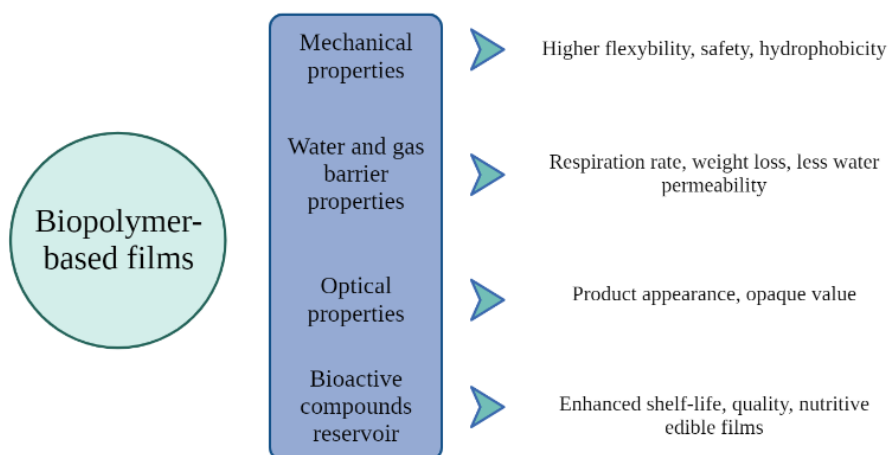 Biopolymer-
based films
Mechanical
properties
Higher flexybility, safety, hydrophobicity
Water and gas
barrier
properties
Respiration rate, weight loss, less water
permeability
Optical
properties
Product appearance, opaque value
Bioactive
compounds
reservoir
Enhanced shelf-life, quality, nutritive
edible films